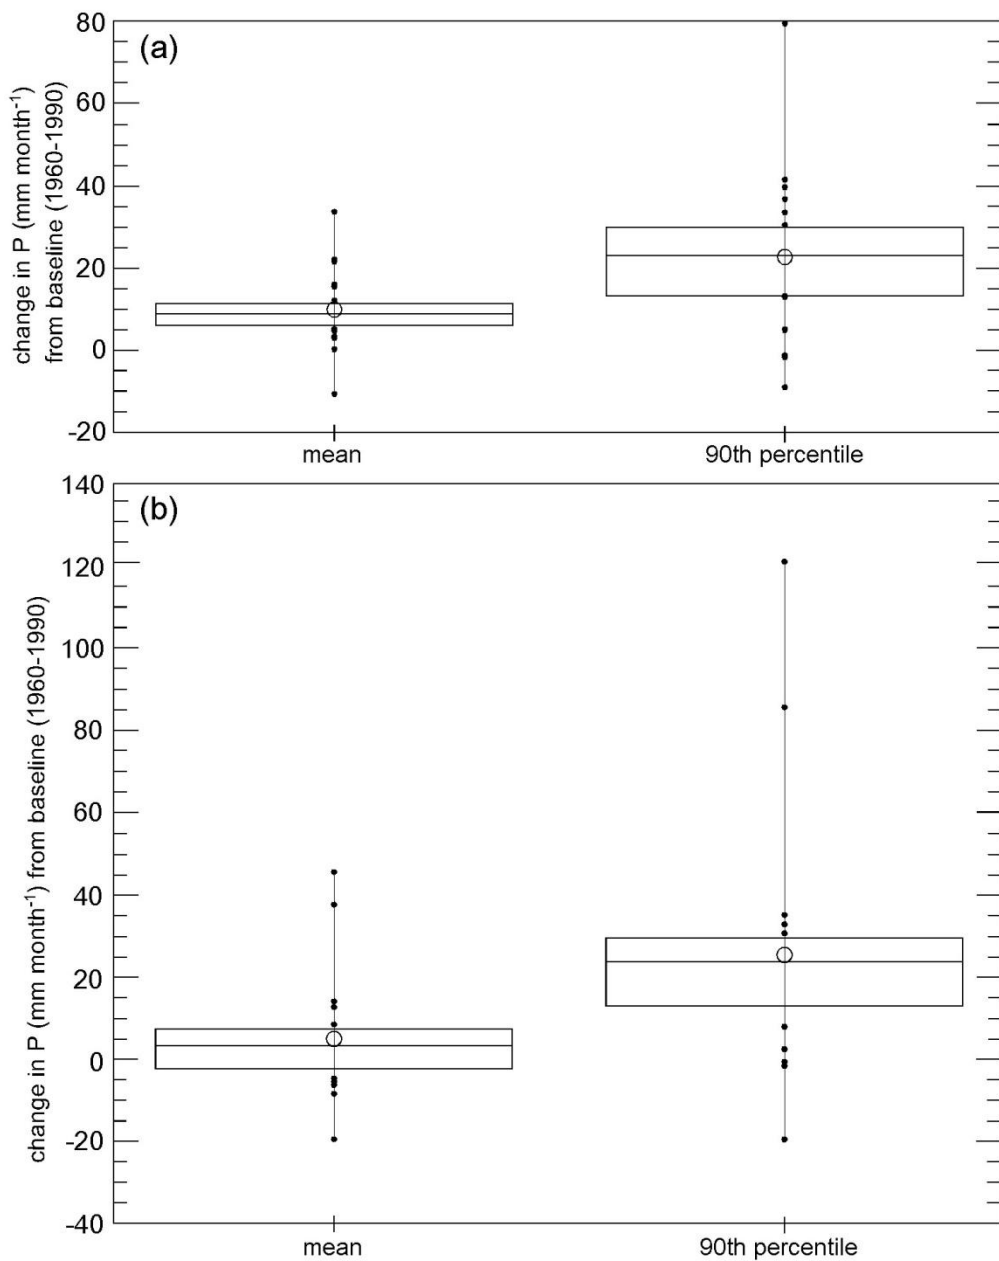 (a)
change in P (mm month-1)
from baseline (1960-1990)
80
60
40
20
0
-20
mean 90th percentile
(b)
change in P (mm month-1) from baseline (1960-1990)
140
120
100
80
60
40
20
0
-20
-40
mean 90th percentile